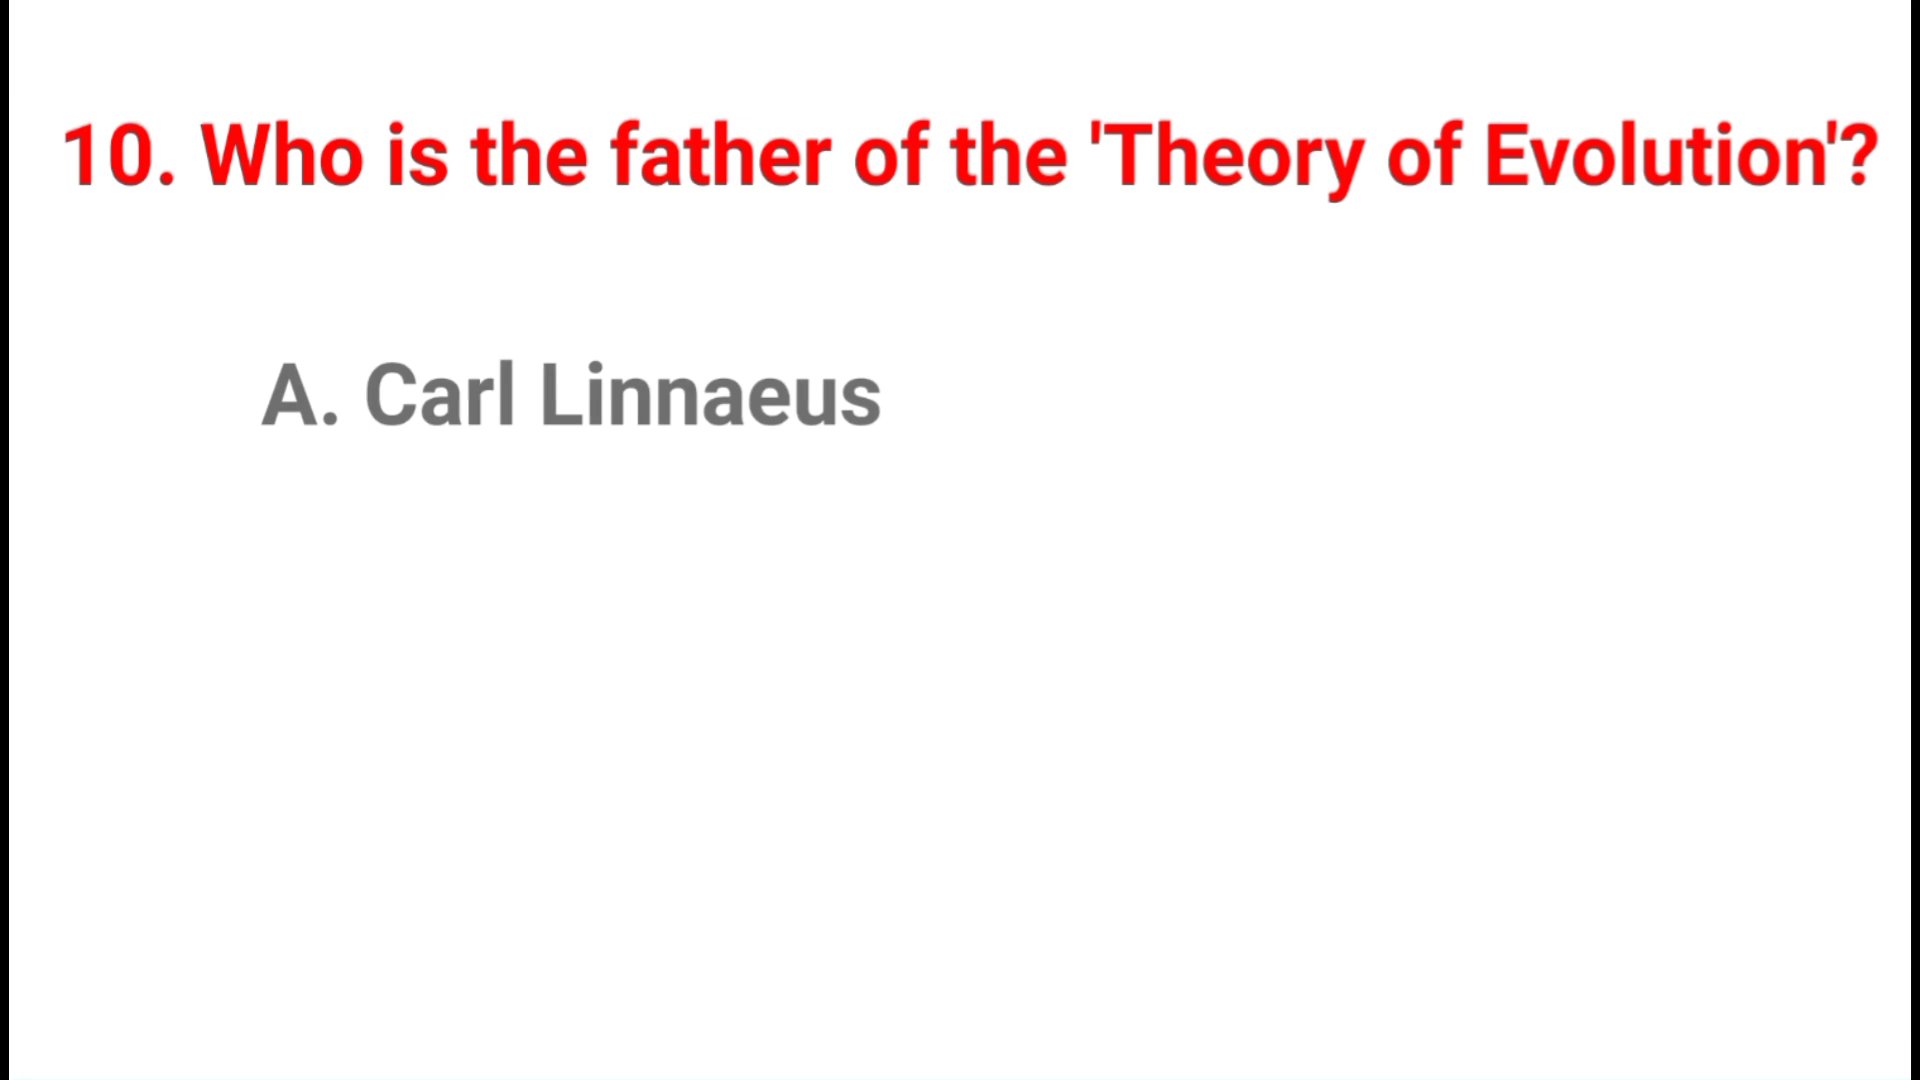 10. Who is the father of the 'Theory of Evolution'?
A. Carl Linnaeus